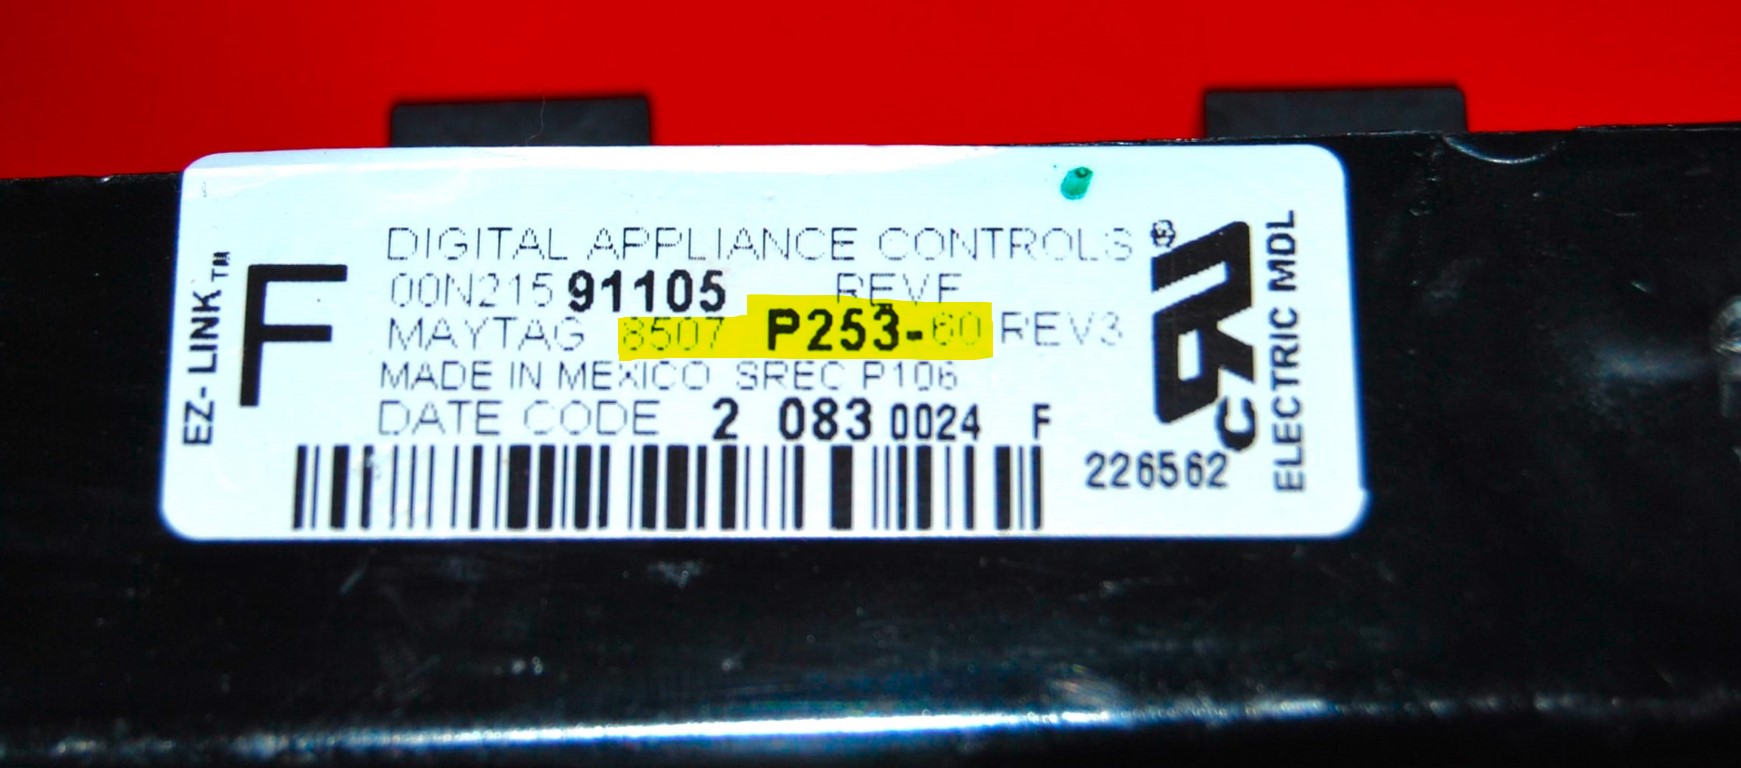 EZ-LINK™
F
DIGITAL APPLIANCE CONTROLS
00N215 91105 REVF
MAYTAG 8507 P253-60 REV3
MADE IN MEXICO SREC P106
DATE CODE 2 083 0024 F
226562
®
ELECTRIC MDL